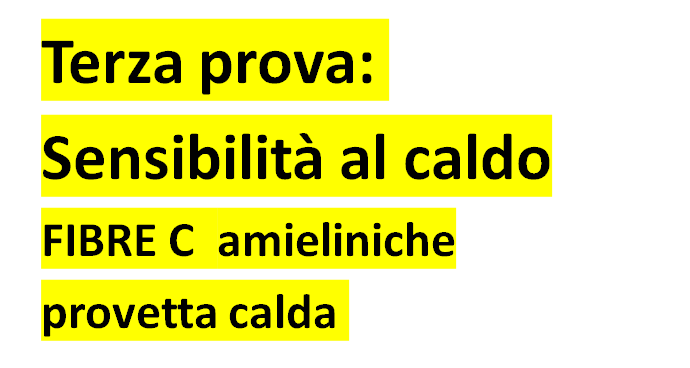 Terza prova:
Sensibilità al caldo
FIBRE C  amieliniche
provetta calda